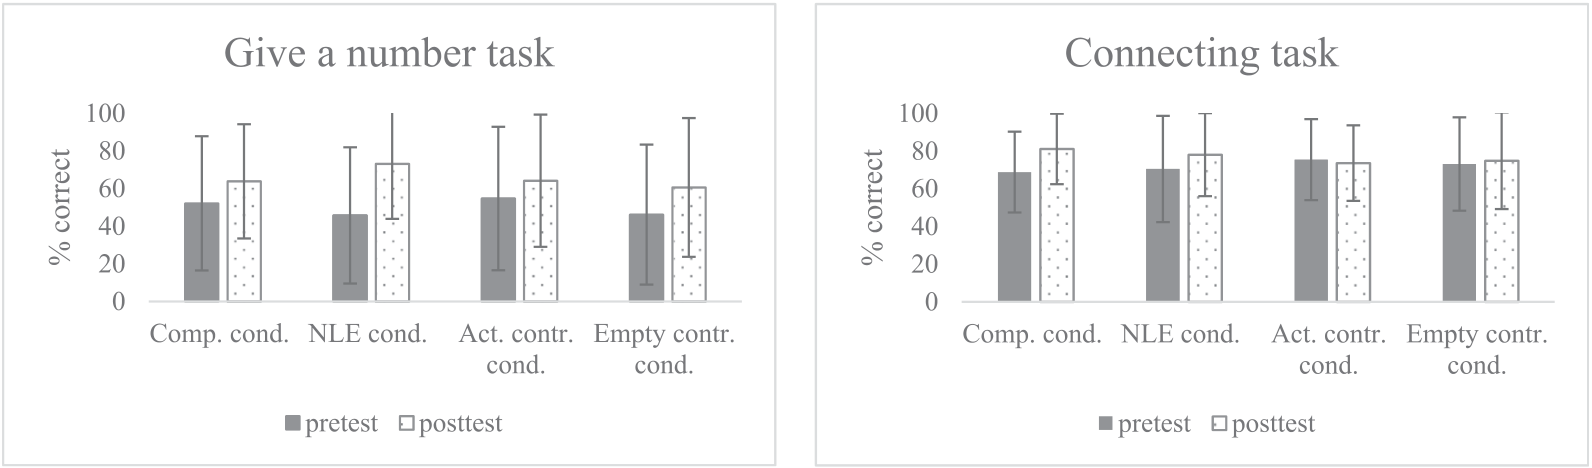 Give a number task
% correct
100
80
60
40
20
0
Comp. cond.
NLE cond.
Act. contr.
cond.
Empty contr.
cond.
pretest
posttest
Connecting task
% correct
100
80
60
40
20
0
Comp. cond.
NLE cond.
Act. contr.
cond.
Empty contr.
cond.
pretest
posttest